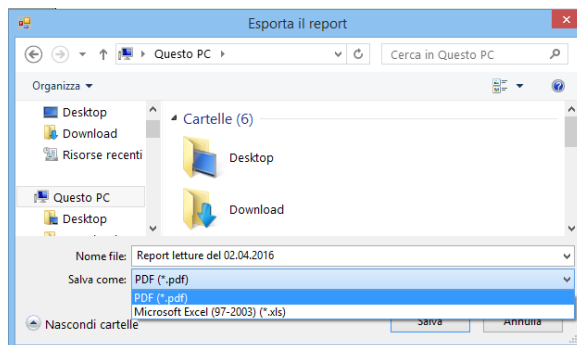 Esporta il report
Questo PC
Cerca in Questo PC
Organizza
Desktop
Download
Risorse recenti
Questo PC
Desktop
Cartelle (6)
Desktop
Download
Nome file: Report letture del 02.04.2016
Salva come: PDF (*.pdf)
PDF (*.pdf)
Microsoft Excel (97-2003) (*.xls)
Nascondi cartelle
Salva
Annulla